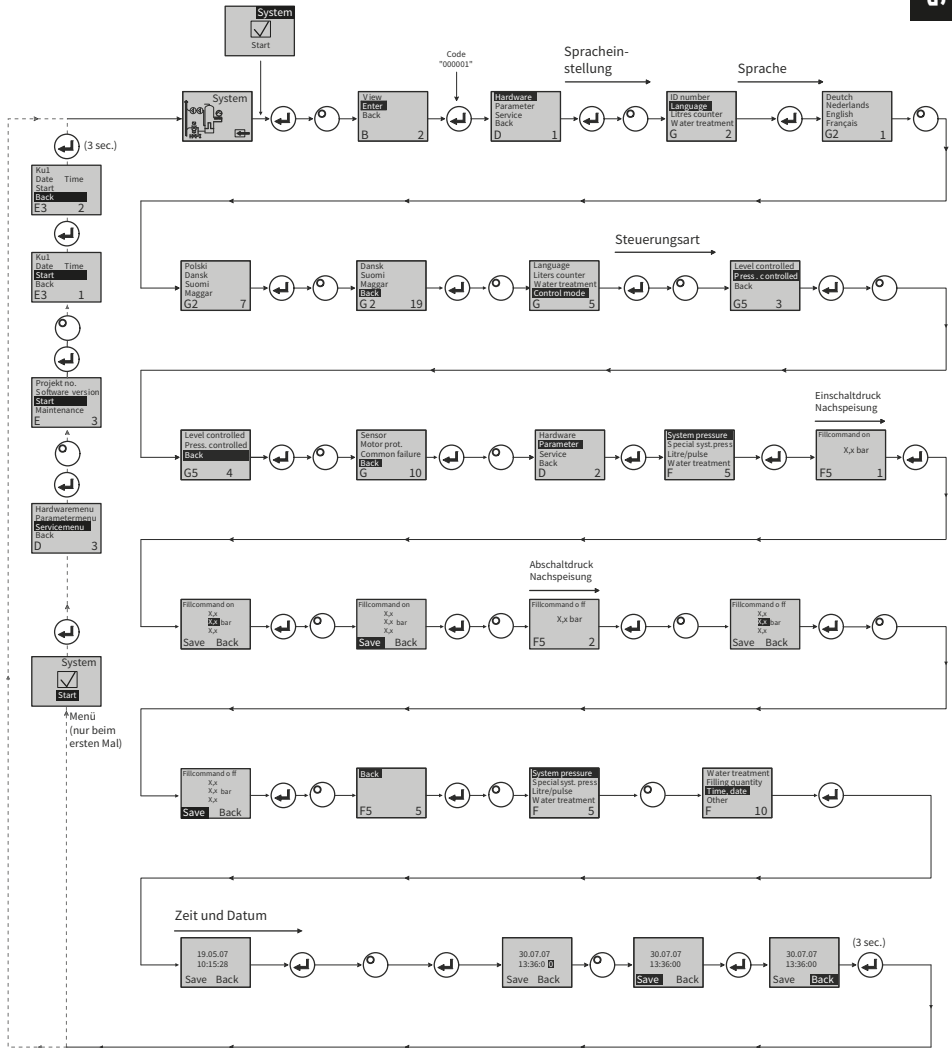 System
Start
Code
"000001"
Sprachein-
stellung
Sprache
System
View
Enter
Back
B 2
Hardware
Parameter
Service
Back
D 1
ID number
Language
Litres counter
Water treatment
G 2
Deutch
Nederlands
English
Français
G2 1
(3 sec.)
Ku1
Date Time
Start
Back
E3 2
Ku1
Date Time
Start
Back
E3 1
Projekt no.
Software version
Start
Maintenance
E 3
Hardwaremenu
Parametermenu
Servicemenu
Back
D 3
System
Start
Menü
(nur beim
ersten Mal)
Steuerungsart
Polski
Dansk
Suomi
Maggar
G2 7
Dansk
Suomi
Maggar
Back
G 2 19
Language
Liters counter
Water treatment
Control mode
G 5
Level controlled
Press. controlled
Back
G5 3
Einschaltdruck
Nachspeisung
Level controlled
Press. controlled
Back
G5 4
Sensor
Motor prot.
Common failure
Back
G 10
Hardware
Parameter
Service
Back
D 2
System pressure
Special syst.press
Litre/pulse
Water treatment
F 5
Fillcommand on
X,x bar
F5 1
Abschaltdruck
Nachspeisung
Fillcommand on
X,x
X,x bar
X,x
Save Back
Fillcommand on
X,x
X,x bar
X,x
Save Back
Fillcommand o ff
X,x bar
F5 2
Fillcommand o ff
X,x
X,x bar
X,x
Save Back
Fillcommand o ff
X,x
X,x bar
X,x
Save Back
Back
F5 5
System pressure
Special syst. press
Litre/pulse
Water treatment
F 5
Water treatment
Filling quantity
Time, date
Other
F 10
Zeit und Datum
19.05.07
10:15:28
Save Back
30.07.07
13:36:0 0
Save Back
30.07.07
13:36:00
Save Back
30.07.07
13:36:00
Save Back
(3 sec.)